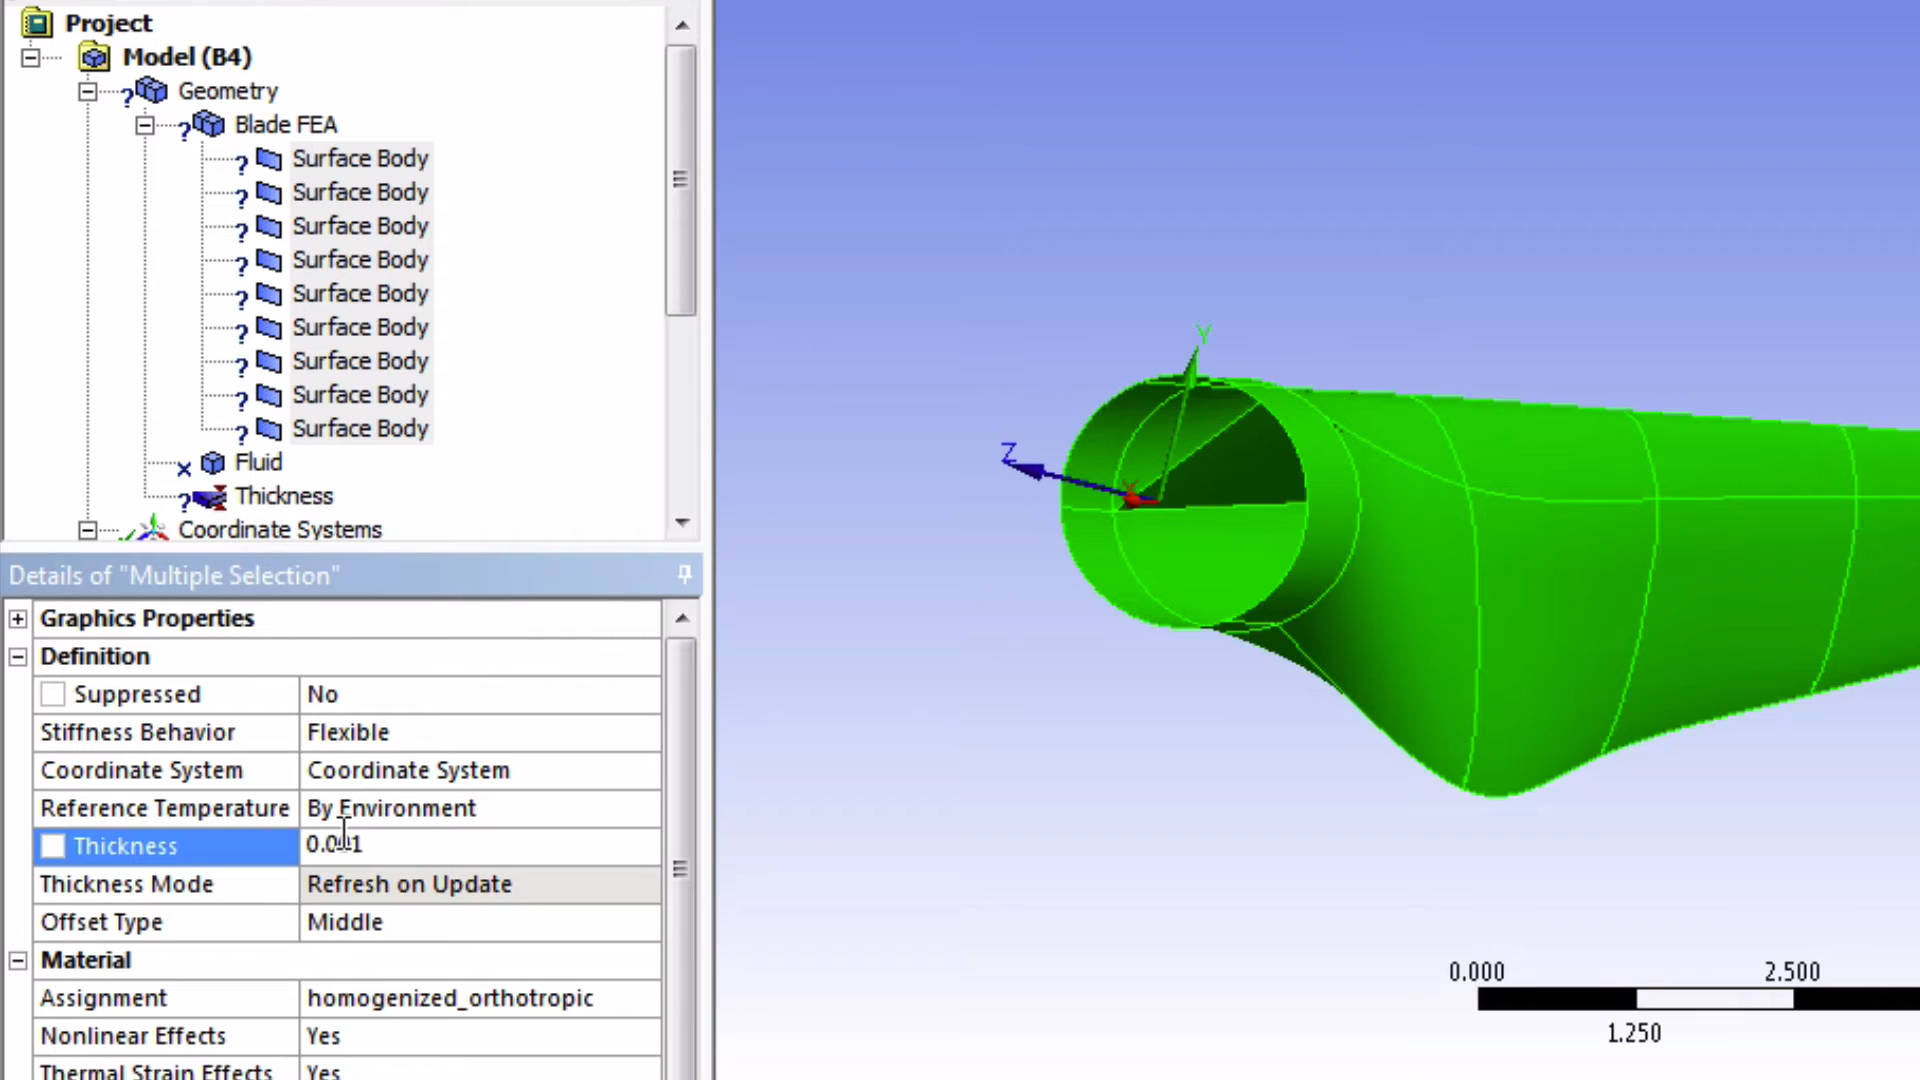 Project
Model (B4)
Geometry
Blade FEA
Surface Body
Surface Body
Surface Body
Surface Body
Surface Body
Surface Body
Surface Body
Surface Body
Surface Body
Fluid
Thickness
Coordinate Systems
Details of "Multiple Selection"
Graphics Properties
Definition
Suppressed No
Stiffness Behavior Flexible
Coordinate System Coordinate System
Reference Temperature By Environment
Thickness 0.001
Thickness Mode Refresh on Update
Offset Type Middle
Material
Assignment homogenized_orthotropic
Nonlinear Effects Yes
Thermal Strain Effects Yes
Y
Z
X
0.000 2.500
1.250